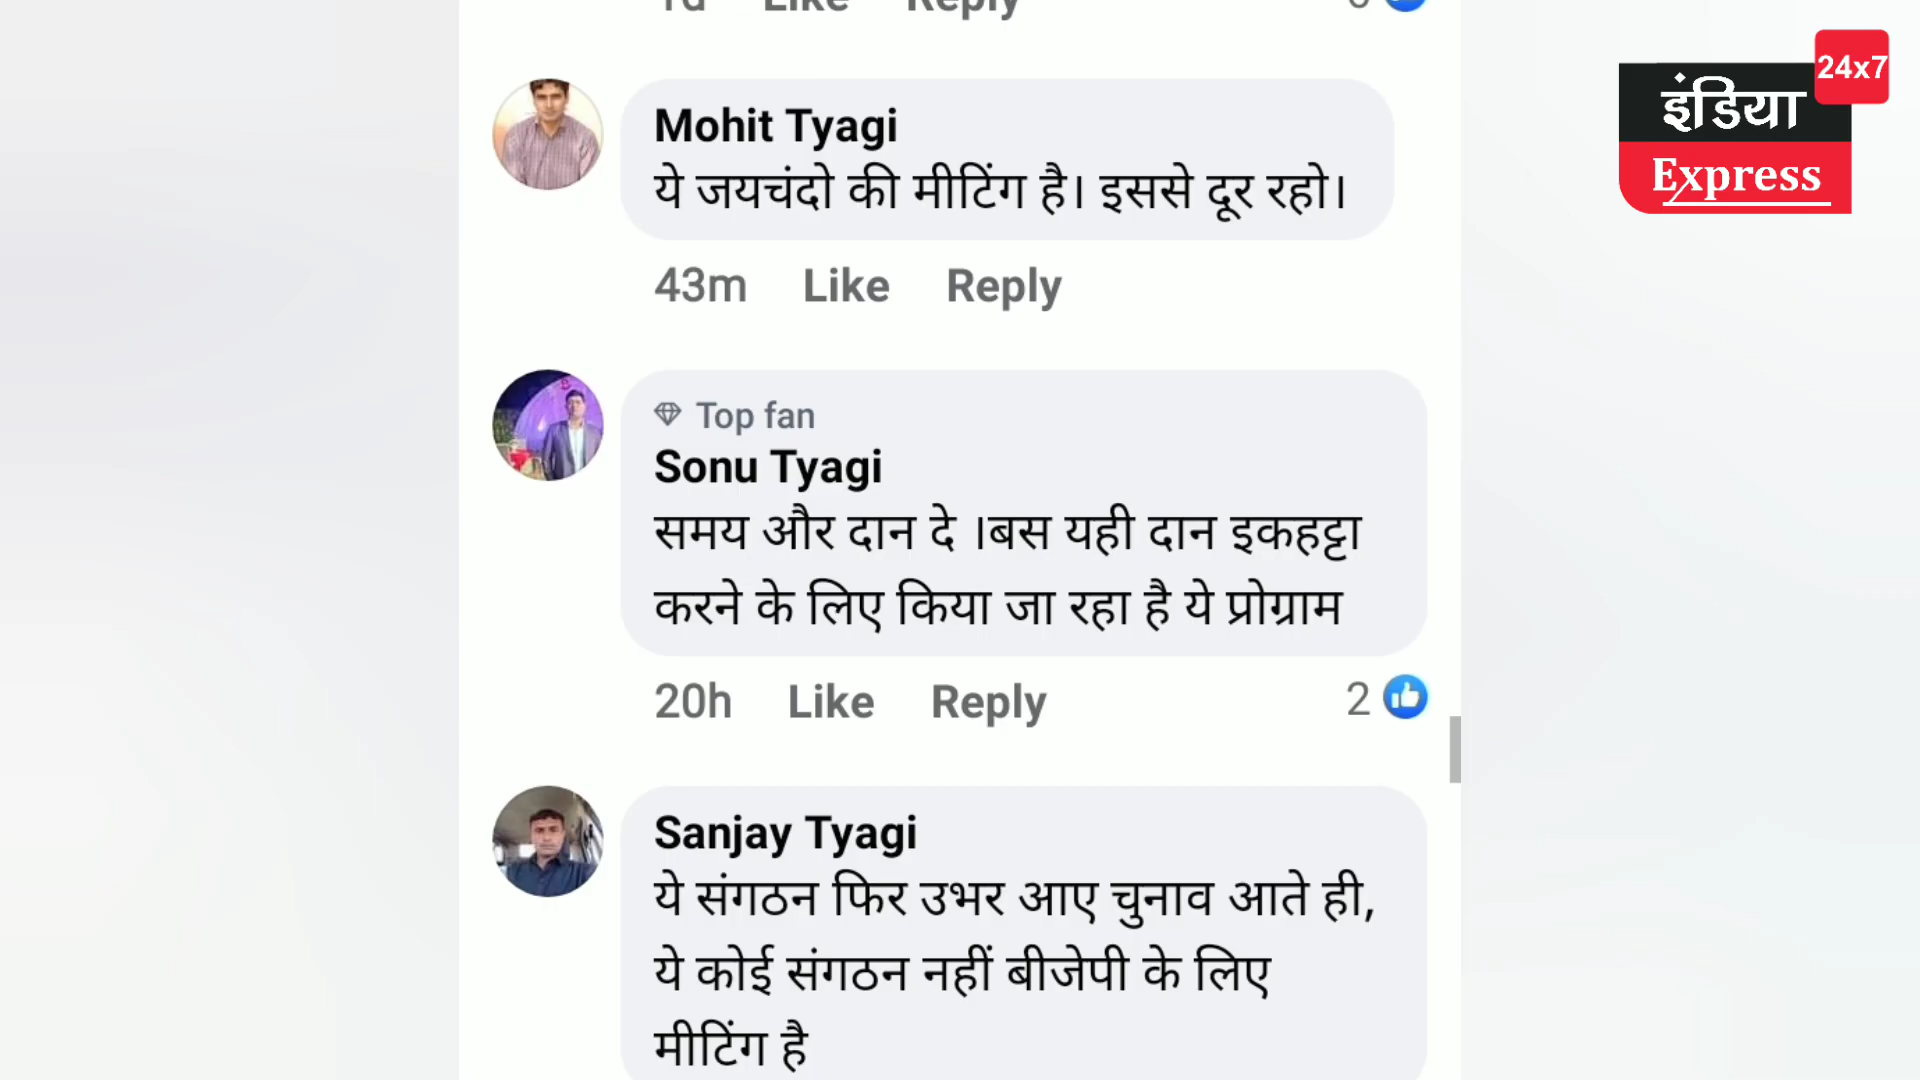 1d Like Reply
24x7
इंडिया
Express
Mohit Tyagi
ये जयचंदो की मीटिंग है। इससे दूर रहो।
43m Like Reply
Top fan
Sonu Tyagi
समय और दान दे ।बस यही दान इकहट्टा
करने के लिए किया जा रहा है ये प्रोग्राम
20h Like Reply 2
Sanjay Tyagi
ये संगठन फिर उभर आए चुनाव आते ही,
ये कोई संगठन नहीं बीजेपी के लिए
मीटिंग है